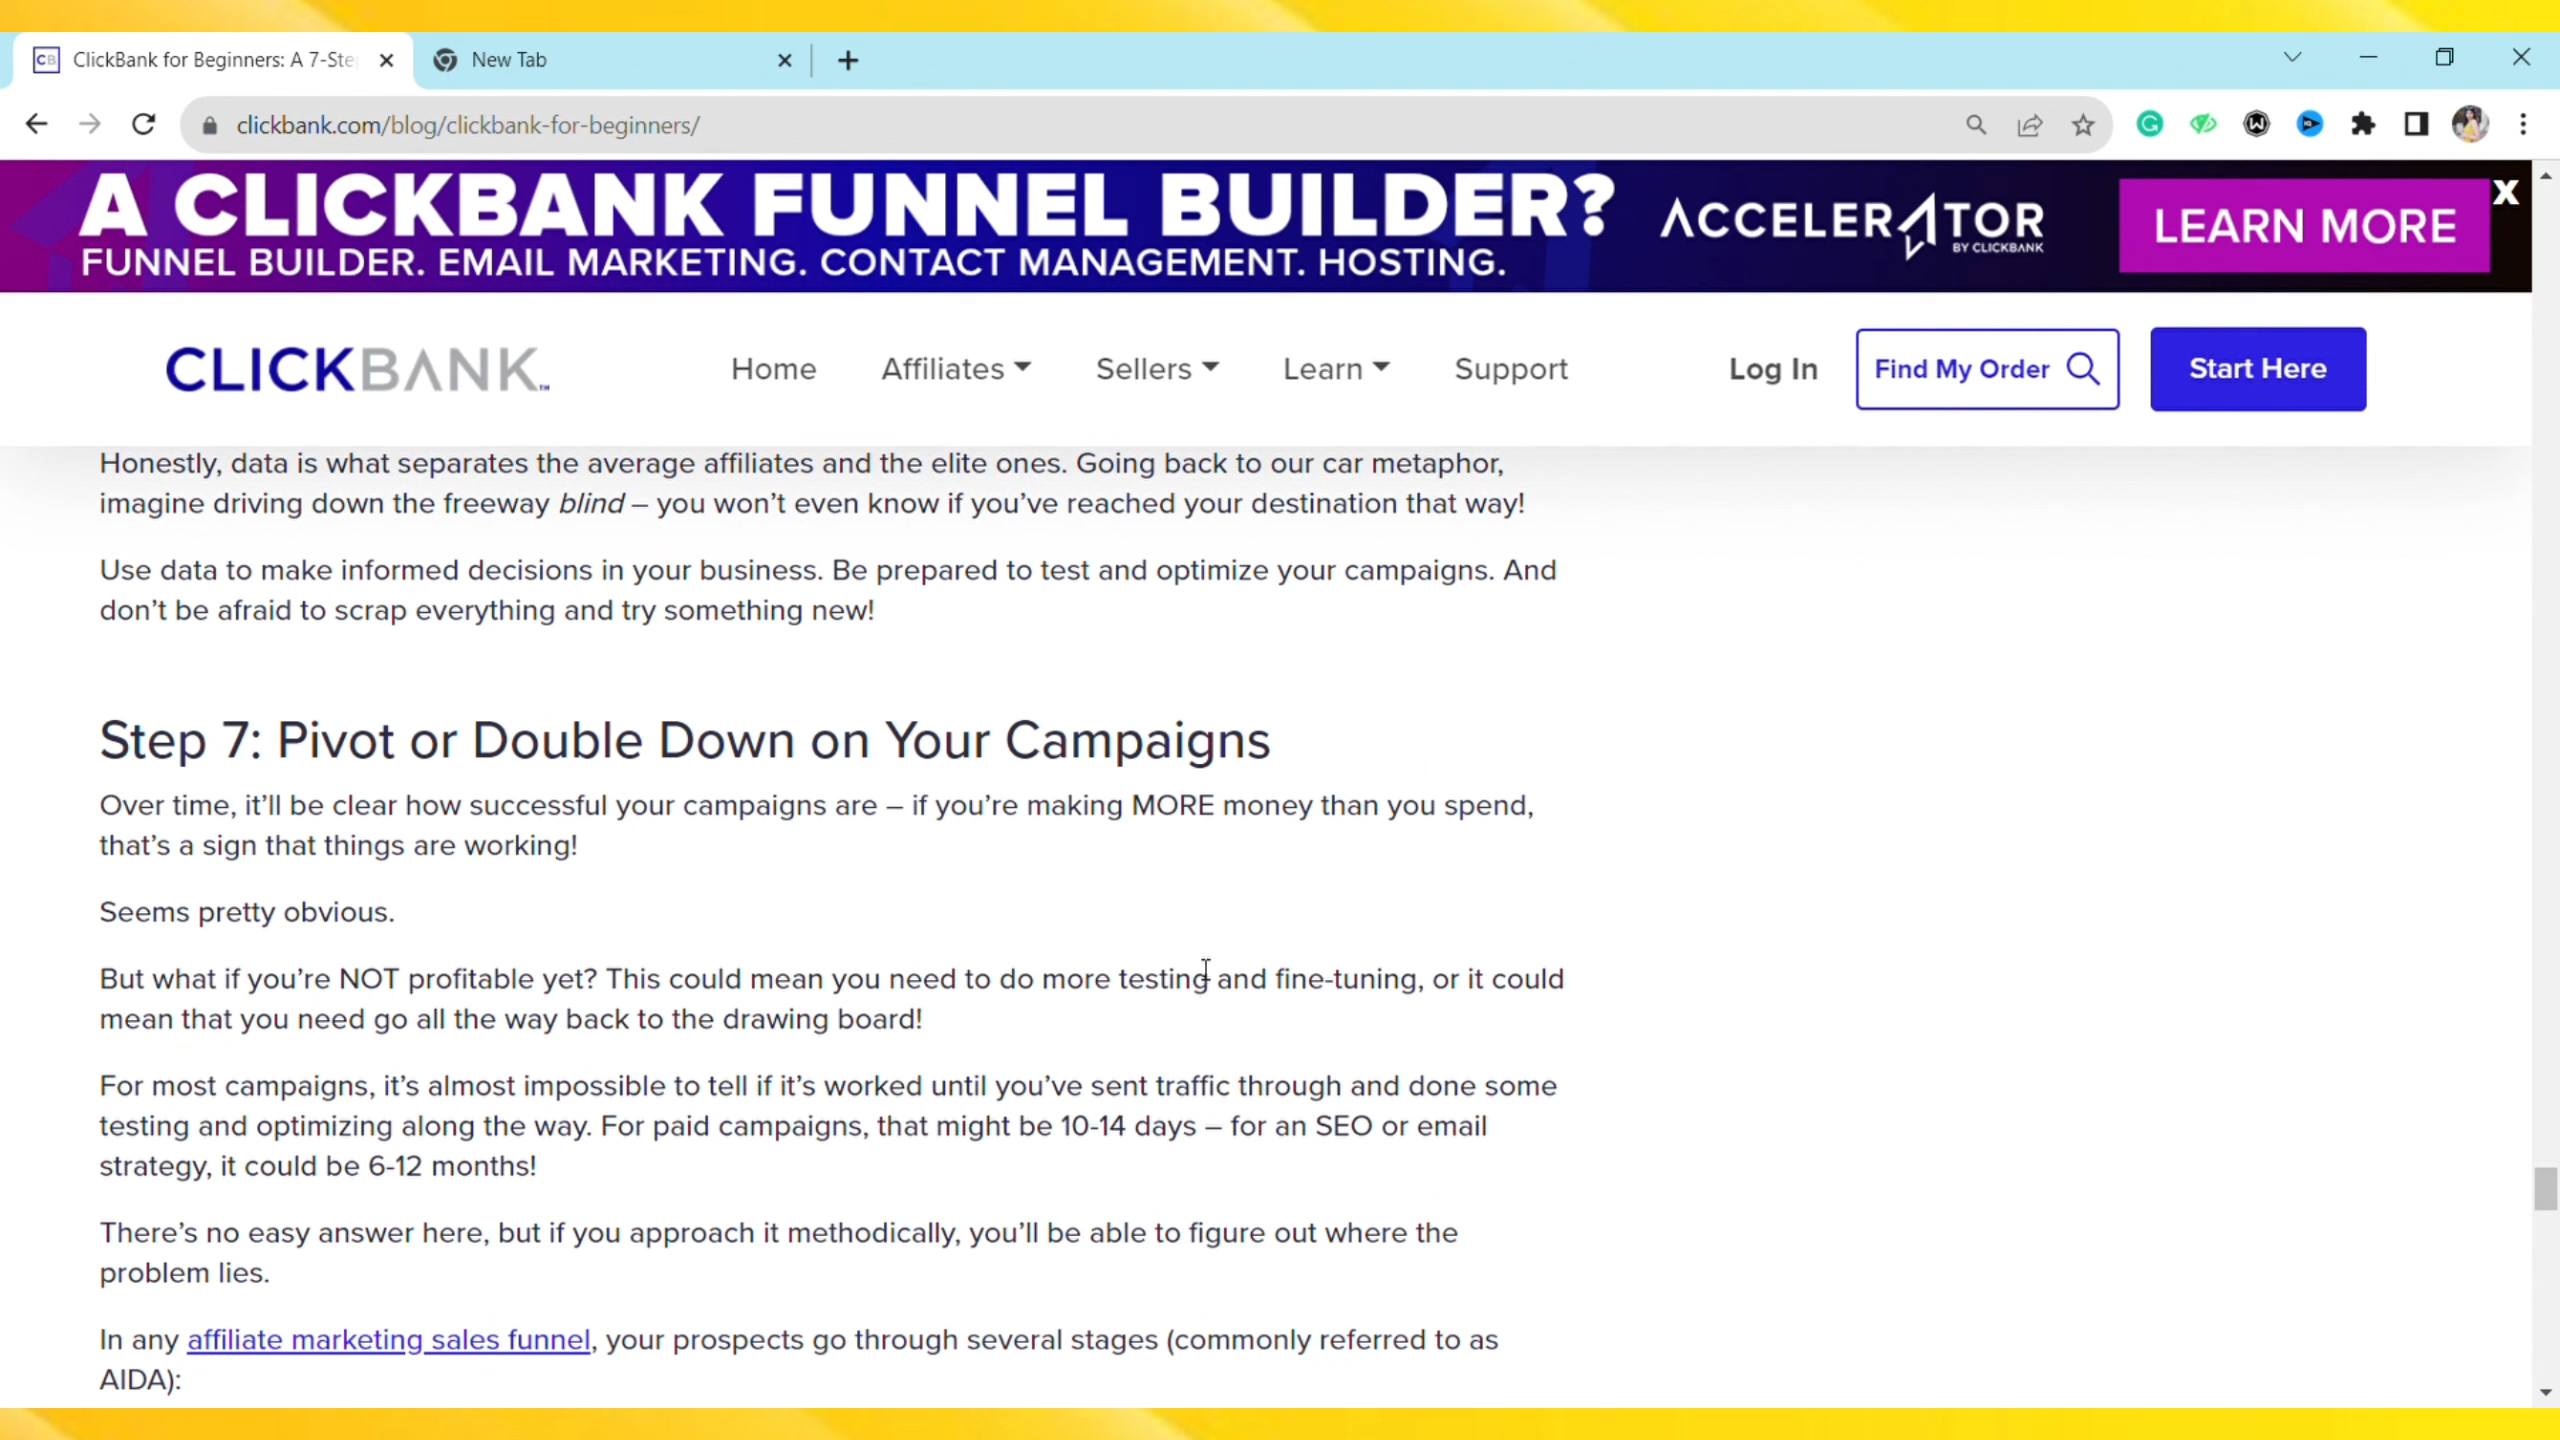 CB ClickBank for Beginners: A 7-Ste
New Tab
clickbank.com/blog/clickbank-for-beginners/
A CLICKBANK FUNNEL BUILDER?
FUNNEL BUILDER. EMAIL MARKETING. CONTACT MANAGEMENT. HOSTING.
ACCELERATOR
BY CLICKBANK
LEARN MORE
X
CLICKBANK™
Home
Affiliates
Sellers
Learn
Support
Log In
Find My Order
Start Here
Honestly, data is what separates the average affiliates and the elite ones. Going back to our car metaphor,
imagine driving down the freeway blind – you won't even know if you've reached your destination that way!
Use data to make informed decisions in your business. Be prepared to test and optimize your campaigns. And
don't be afraid to scrap everything and try something new!
Step 7: Pivot or Double Down on Your Campaigns
Over time, it'll be clear how successful your campaigns are – if you're making MORE money than you spend,
that's a sign that things are working!
Seems pretty obvious.
But what if you're NOT profitable yet? This could mean you need to do more testing and fine-tuning, or it could
mean that you need go all the way back to the drawing board!
For most campaigns, it's almost impossible to tell if it's worked until you've sent traffic through and done some
testing and optimizing along the way. For paid campaigns, that might be 10-14 days – for an SEO or email
strategy, it could be 6-12 months!
There's no easy answer here, but if you approach it methodically, you'll be able to figure out where the
problem lies.
In any affiliate marketing sales funnel, your prospects go through several stages (commonly referred to as
AIDA):